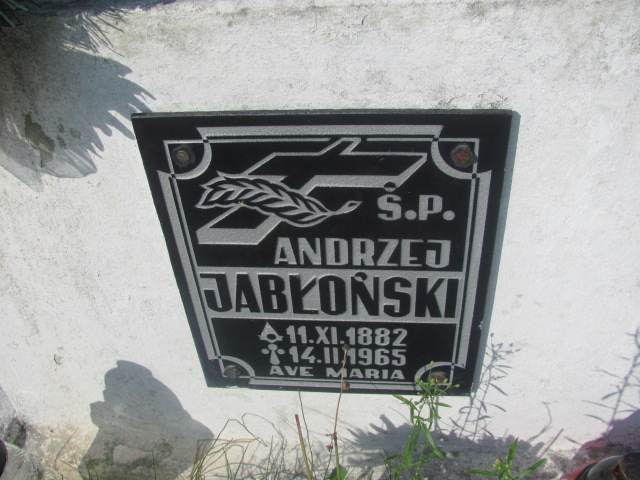 Ś.P.
ANDRZEJ
JABŁOŃSKI
11.XI.1882
14.II.1965
AVE MARIA